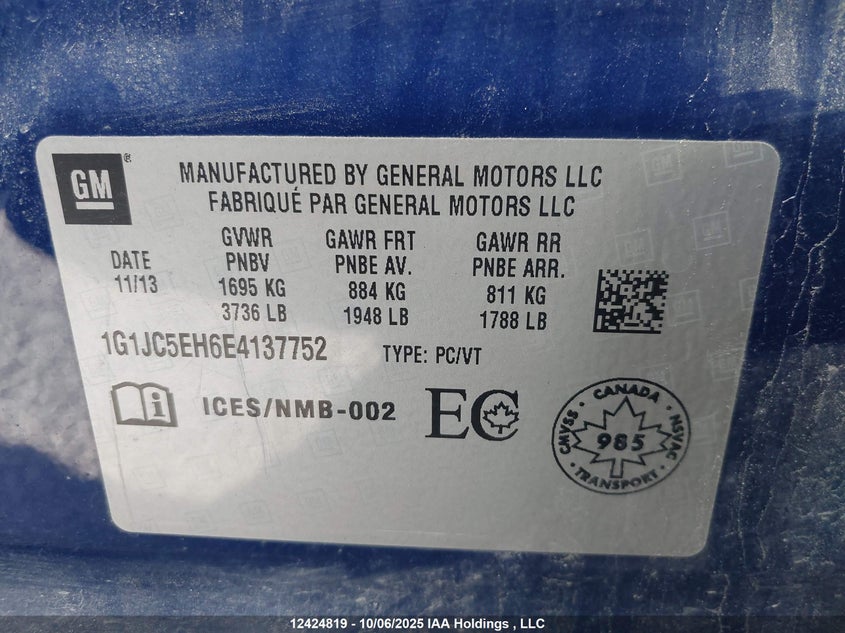 GM®
MANUFACTURED BY GENERAL MOTORS LLC
FABRIQUÉ PAR GENERAL MOTORS LLC
DATE
11/13
GVWR
PNBV
1695 KG
3736 LB
GAWR FRT
PNBE AV.
884 KG
1948 LB
GAWR RR
PNBE ARR.
811 KG
1788 LB
1G1JC5EH6E4137752
TYPE: PC/VT
i
ICES/NMB-002
EC
CANADA
CMVSS
985
NSVAC
TRANSPORT
12424819 - 10/06/2025 IAA Holdings , LLC